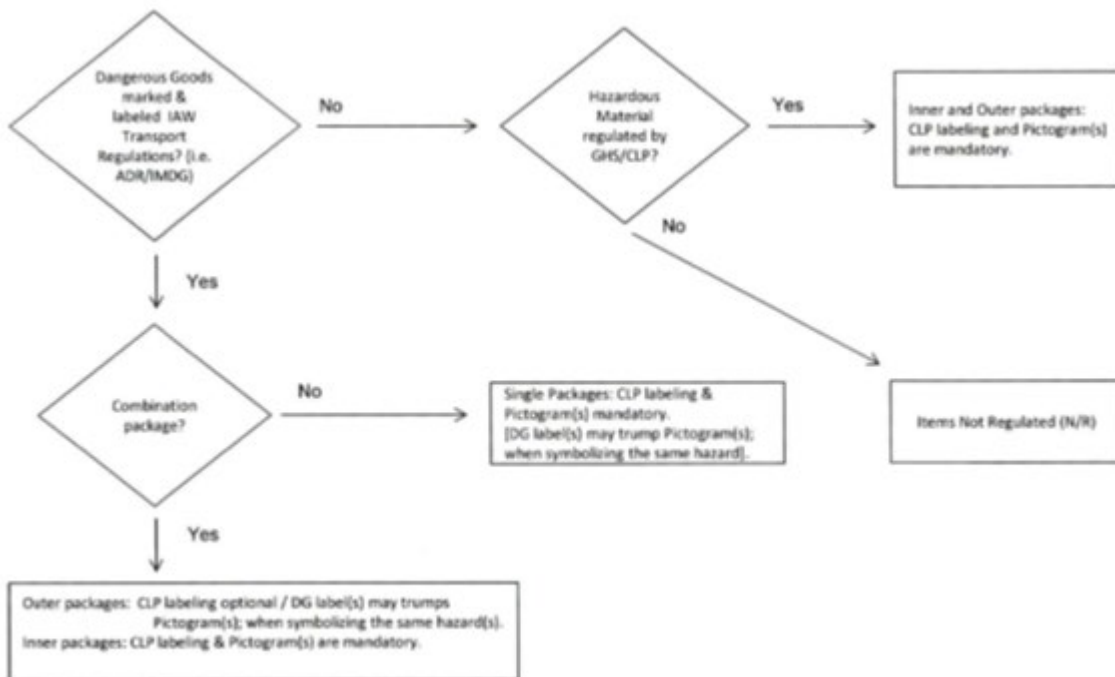 Dangerous Goods
marked &
labeled IAW
Transport
Regulations? (i.e.
ADR/IMDG)
No
Hazardous
Material
regulated by
GHS/CLP?
Yes
Inner and Outer packages:
CLP labeling and Pictogram(s)
are mandatory.
No
Yes
Combination
package?
No
Single Packages: CLP labeling &
Pictogram(s) mandatory.
[DG label(s) may trump Pictogram(s);
when symbolizing the same hazard].
Items Not Regulated (N/R)
Yes
Outer packages: CLP labeling optional / DG label(s) may trumps
Pictogram(s); when symbolizing the same hazard(s).
Inner packages: CLP labeling & Pictogram(s) are mandatory.